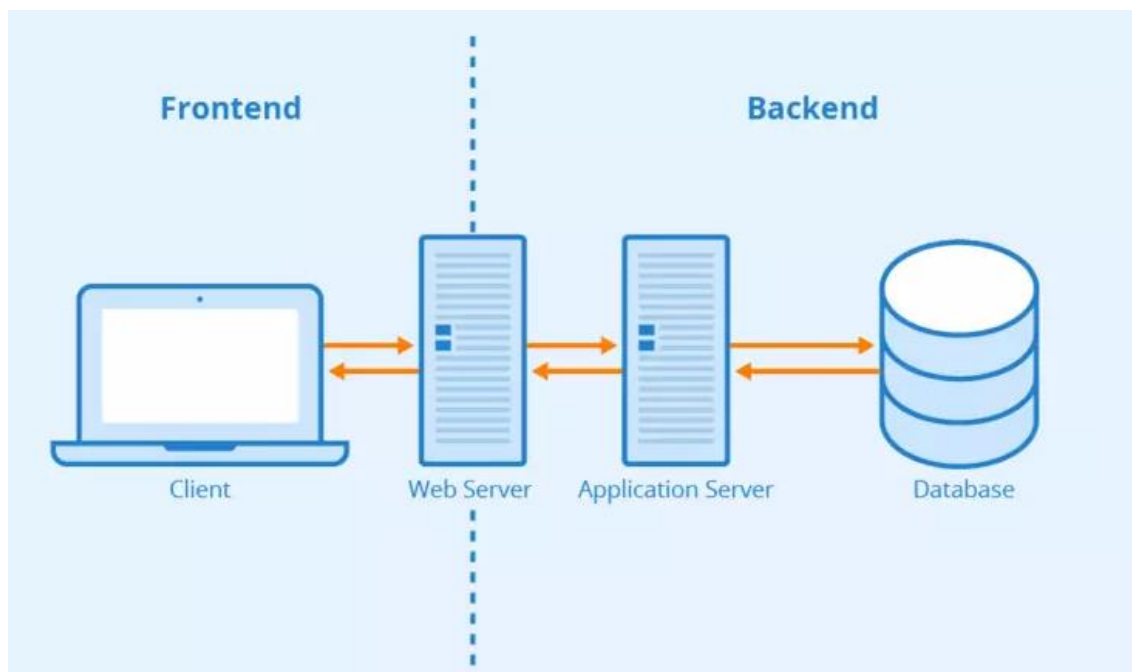 Frontend
Backend
Client
Web Server
Application Server
Database